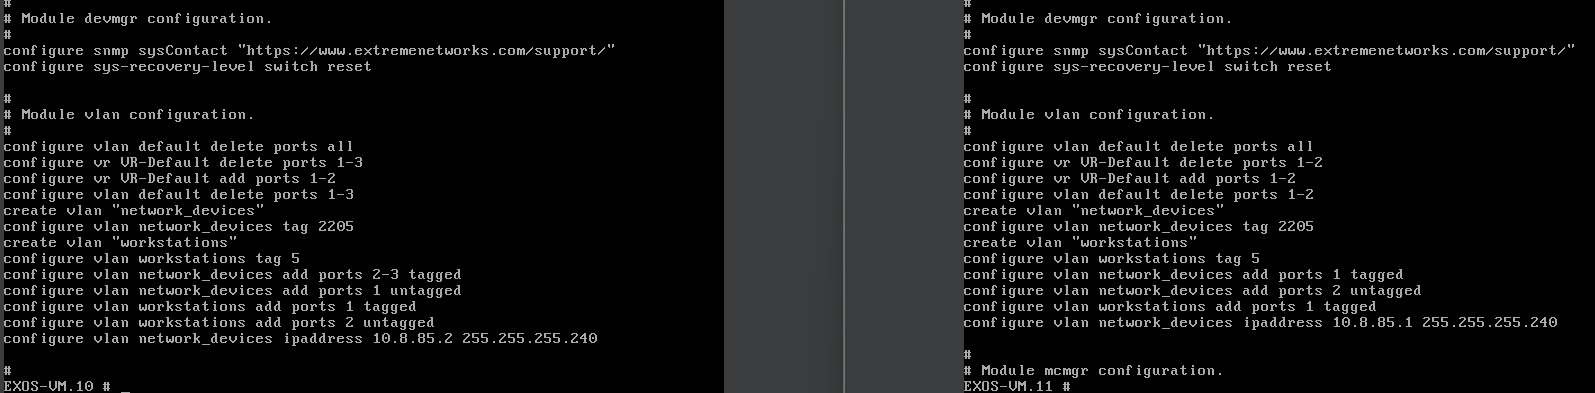 #
# Module devmgr configuration.
#
configure snmp sysContact "https://www.extremenetworks.com/support/"
configure sys-recovery-level switch reset
#
# Module vlan configuration.
#
configure vlan default delete ports all
configure vr VR-Default delete ports 1-3
configure vr VR-Default add ports 1-2
configure vlan default delete ports 1-3
create vlan "network_devices"
configure vlan network_devices tag 2205
create vlan "workstations"
configure vlan workstations tag 5
configure vlan network_devices add ports 2-3 tagged
configure vlan network_devices add ports 1 untagged
configure vlan workstations add ports 1 tagged
configure vlan workstations add ports 2 untagged
configure vlan network_devices ipaddress 10.8.85.2 255.255.255.240
#
EXOS-VM.10 # _
#
# Module devmgr configuration.
#
configure snmp sysContact "https://www.extremenetworks.com/support/"
configure sys-recovery-level switch reset
#
# Module vlan configuration.
#
configure vlan default delete ports all
configure vr VR-Default delete ports 1-2
configure vr VR-Default add ports 1-2
configure vlan default delete ports 1-2
create vlan "network_devices"
configure vlan network_devices tag 2205
create vlan "workstations"
configure vlan workstations tag 5
configure vlan network_devices add ports 1 tagged
configure vlan network_devices add ports 2 untagged
configure vlan workstations add ports 1 tagged
configure vlan network_devices ipaddress 10.8.85.1 255.255.255.240
#
# Module mcmgr configuration.
EXOS-VM.11 #